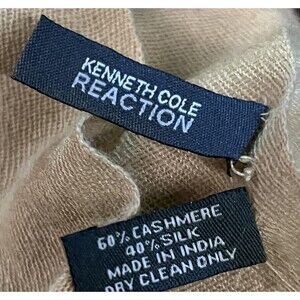 KENNETH COLE
REACTION
60% CASHMERE
40% SILK
MADE IN INDIA
DRY CLEAN ONLY